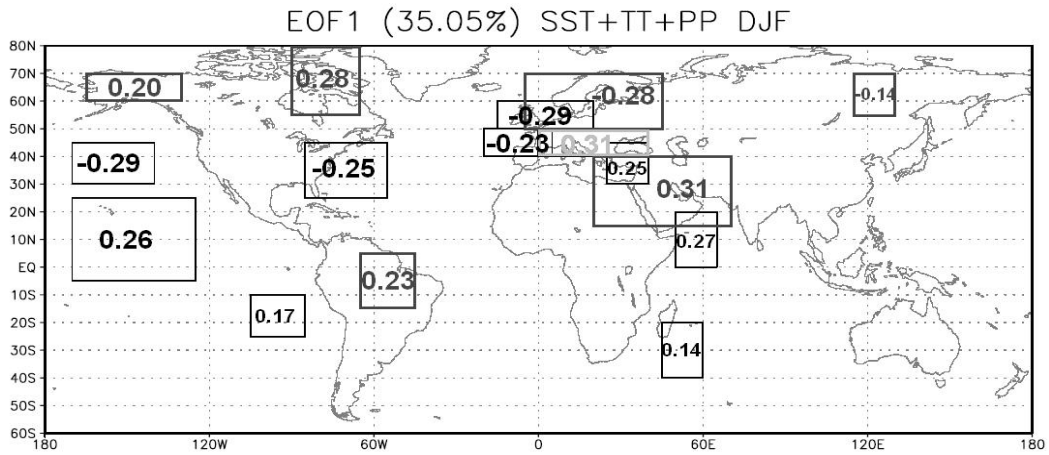 EOF1 (35.05%) SST+TT+PP DJF
80N
70N
60N
50N
40N
30N
20N
10N
EQ
10S
20S
30S
40S
50S
60S
0.20
0.28
-0.28
-0.14
-0.29
-0.23
0.31
-0.29
-0.25
0.25
0.31
0.26
0.27
0.23
0.17
0.14
180 120W 60W 0 60E 120E 180